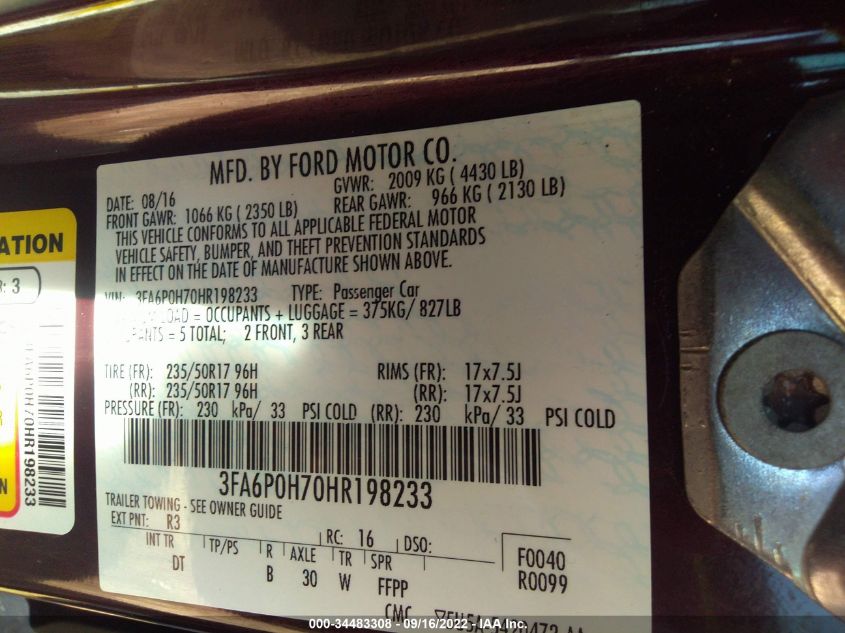 MFD. BY FORD MOTOR CO.
DATE: 08/16 GVWR: 2009 KG ( 4430 LB)
FRONT GAWR: 1066 KG ( 2350 LB) REAR GAWR: 966 KG ( 2130 LB)
THIS VEHICLE CONFORMS TO ALL APPLICABLE FEDERAL MOTOR
VEHICLE SAFETY, BUMPER, AND THEFT PREVENTION STANDARDS
IN EFFECT ON THE DATE OF MANUFACTURE SHOWN ABOVE.
VIN: 3FA6P0H70HR198233 TYPE: Passenger Car
= OCCUPANTS + LUGGAGE = 375KG/ 827LB
= 5 TOTAL; 2 FRONT, 3 REAR
TIRE (FR): 235/50R17 96H RIMS (FR): 17x7.5J
(RR): 235/50R17 96H (RR): 17x7.5J
PRESSURE (FR): 230 kPa/ 33 PSI COLD (RR): 230 kPa/ 33 PSI COLD
3FA6P0H70HR198233
TRAILER TOWING - SEE OWNER GUIDE
EXT PNT: R3 RC: 16 DSO:
INT TR TP/PS R AXLE TR SPR F0040
DT B 30 W FFPP R0099
CMC
ATION
R: 3
3FA6P0H70HR198233
000-34483308 - 09/16/2022 - IAA Inc.